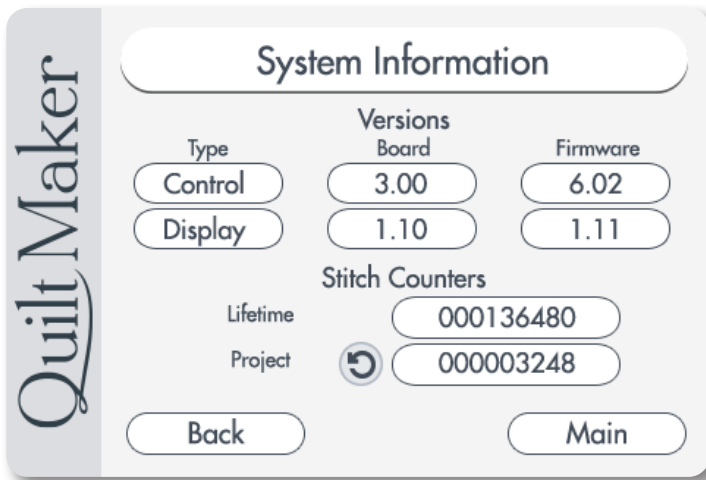 Quilt Maker
System Information
Versions
Type Board Firmware
Control 3.00 6.02
Display 1.10 1.11
Stitch Counters
Lifetime 000136480
Project 000003248
Back Main